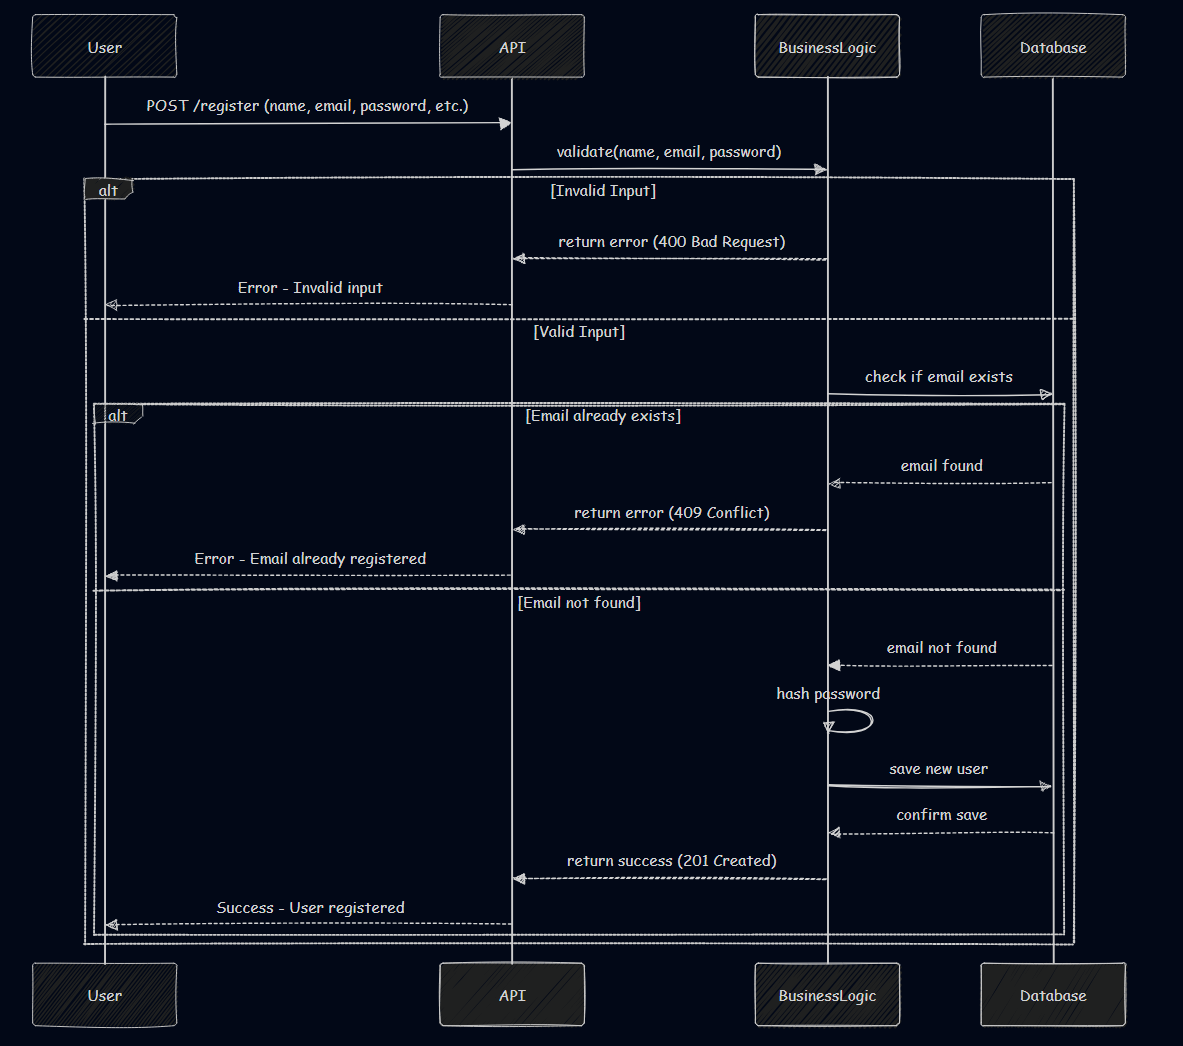 User
API
BusinessLogic
Database
POST /register (name, email, password, etc.)
validate(name, email, password)
alt
[Invalid Input]
return error (400 Bad Request)
Error - Invalid input
[Valid Input]
check if email exists
alt
[Email already exists]
email found
return error (409 Conflict)
Error - Email already registered
[Email not found]
email not found
hash password
save new user
confirm save
return success (201 Created)
Success - User registered
User
API
BusinessLogic
Database